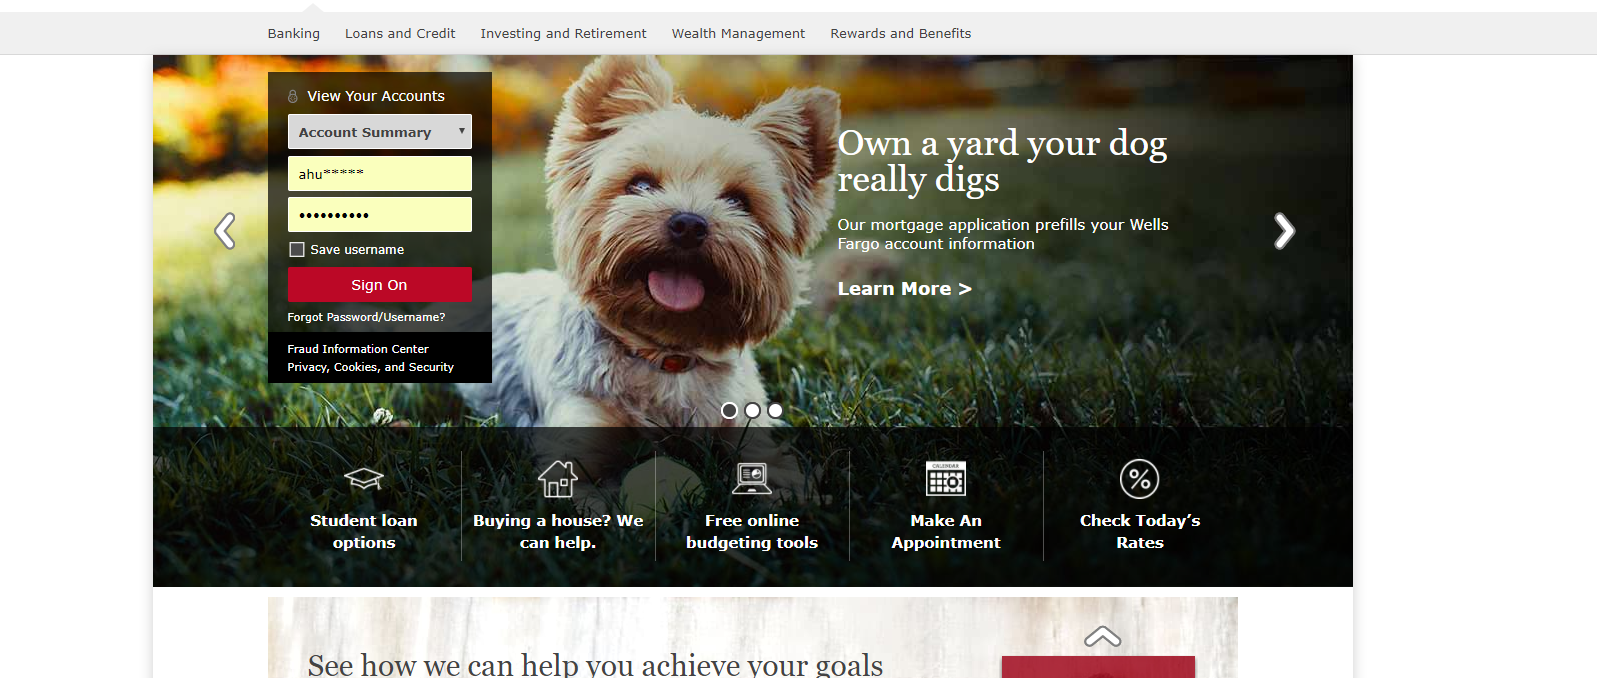 Banking
Loans and Credit
Investing and Retirement
Wealth Management
Rewards and Benefits
View Your Accounts
Account Summary
ahu*****
••••••••••
Save username
Sign On
Forgot Password/Username?
Fraud Information Center
Privacy, Cookies, and Security
Own a yard your dog
really digs
Our mortgage application prefills your Wells
Fargo account information
Learn More >
Student loan
options
Buying a house? We
can help.
Free online
budgeting tools
CALENDAR
Make An
Appointment
%
Check Today’s
Rates
See how we can help you achieve your goals